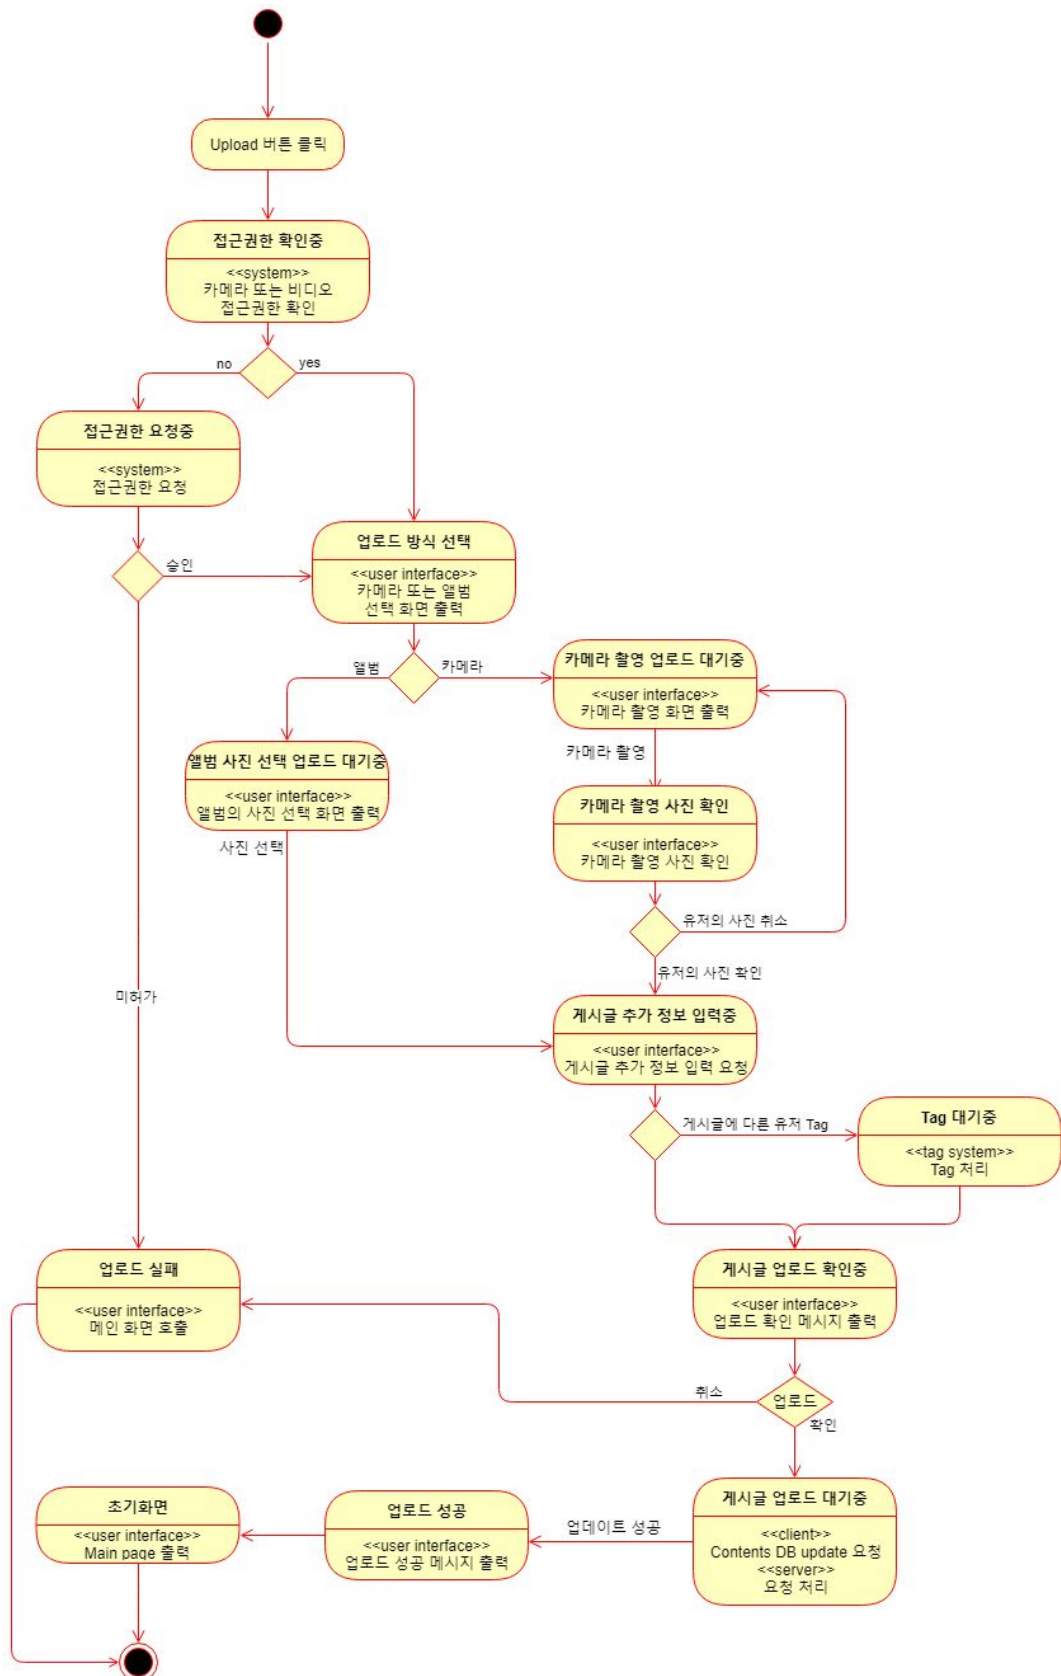 Upload 버튼 클릭
접근권한 확인중
<<system>>
카메라 또는 비디오
접근권한 확인
no
yes
접근권한 요청중
<<system>>
접근권한 요청
승인
업로드 방식 선택
<<user interface>>
카메라 또는 앨범
선택 화면 출력
앨범
카메라
카메라 촬영 업로드 대기중
<<user interface>>
카메라 촬영 화면 출력
앨범 사진 선택 업로드 대기중
<<user interface>>
앨범의 사진 선택 화면 출력
카메라 촬영
카메라 촬영 사진 확인
<<user interface>>
카메라 촬영 사진 확인
사진 선택
유저의 사진 취소
유저의 사진 확인
미허가
게시글 추가 정보 입력중
<<user interface>>
게시글 추가 정보 입력 요청
게시글에 다른 유저 Tag
Tag 대기중
<<tag system>>
Tag 처리
업로드 실패
<<user interface>>
메인 화면 호출
게시글 업로드 확인중
<<user interface>>
업로드 확인 메시지 출력
취소
업로드
확인
초기화면
<<user interface>>
Main page 출력
업로드 성공
<<user interface>>
업로드 성공 메시지 출력
업데이트 성공
게시글 업로드 대기중
<<client>>
Contents DB update 요청
<<server>>
요청 처리